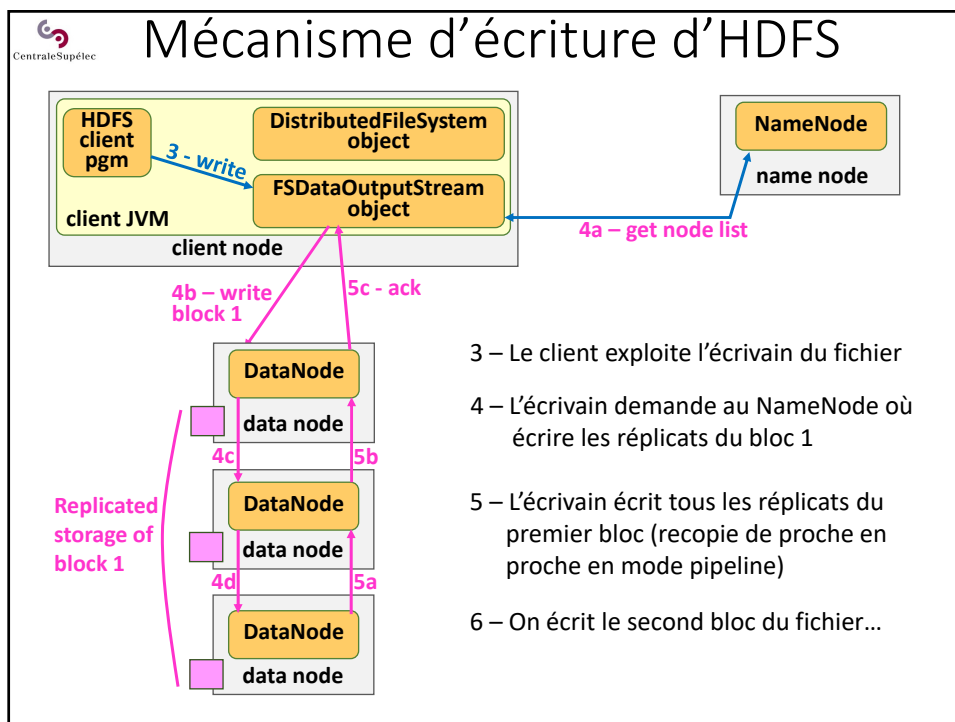 CentraleSupélec
Mécanisme d’écriture d’HDFS
HDFS
client
pgm
DistributedFileSystem
object
3 - write
FSDataOutputStream
object
client JVM
client node
NameNode
name node
4a – get node list
4b – write
block 1
5c - ack
DataNode
data node
4c
5b
DataNode
data node
4d
5a
DataNode
data node
Replicated
storage of
block 1
3 – Le client exploite l’écrivain du fichier
4 – L’écrivain demande au NameNode où
écrire les réplicats du bloc 1
5 – L’écrivain écrit tous les réplicats du
premier bloc (recopie de proche en
proche en mode pipeline)
6 – On écrit le second bloc du fichier…